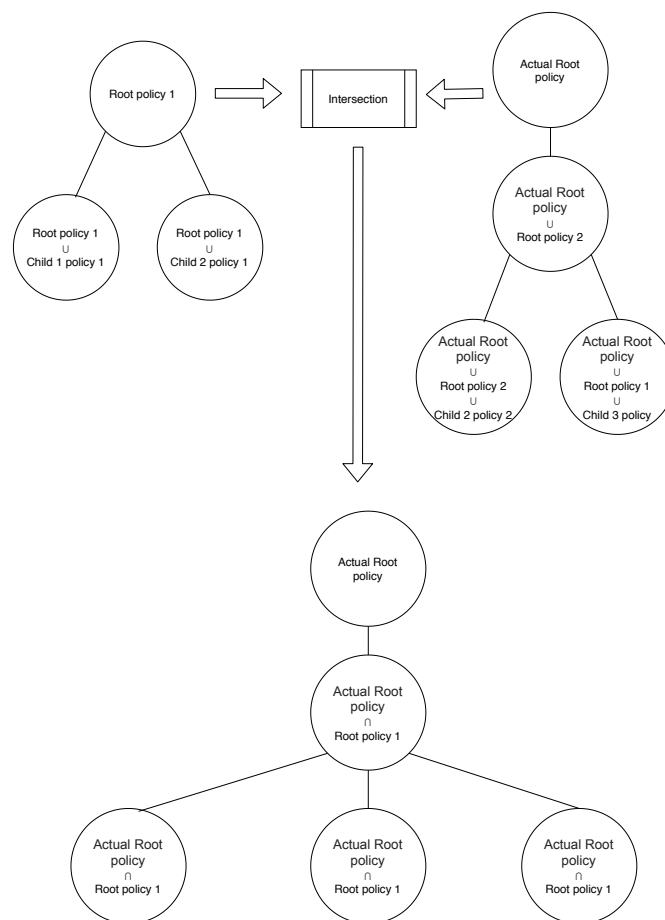 Root policy 1
Intersection
Actual Root
policy
Root policy 1
∪
Child 1 policy 1
Root policy 1
∪
Child 2 policy 1
Actual Root
policy
∪
Root policy 2
Actual Root
policy
∪
Root policy 2
∪
Child 2 policy 2
Actual Root
policy
∪
Root policy 1
∪
Child 3 policy
Actual Root
policy
Actual Root
policy
∩
Root policy 1
Actual Root
policy
∩
Root policy 1
Actual Root
policy
∩
Root policy 1
Actual Root
policy
∩
Root policy 1